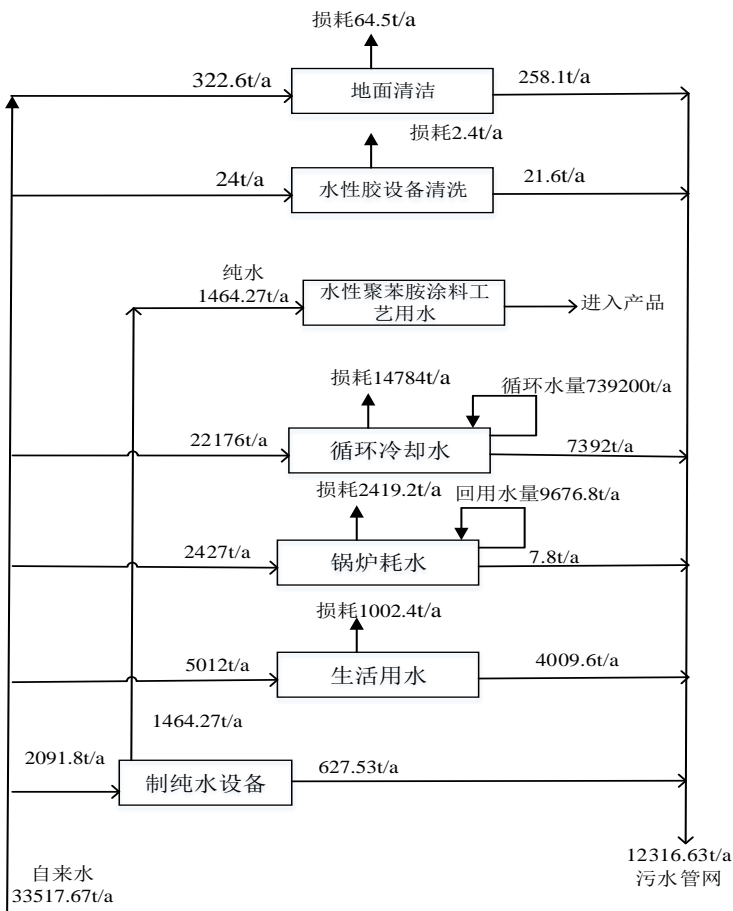 损耗64.5t/a
322.6t/a
地面清洁
258.1t/a
损耗2.4t/a
24t/a
水性胶设备清洗
21.6t/a
纯水
1464.27t/a
水性聚苯胺涂料工
艺用水
进入产品
损耗14784t/a
循环水量739200t/a
22176t/a
循环冷却水
7392t/a
损耗2419.2t/a
回用水量9676.8t/a
2427t/a
锅炉耗水
7.8t/a
损耗1002.4t/a
5012t/a
生活用水
4009.6t/a
1464.27t/a
2091.8t/a
制纯水设备
627.53t/a
自来水
33517.67t/a
12316.63t/a
污水管网